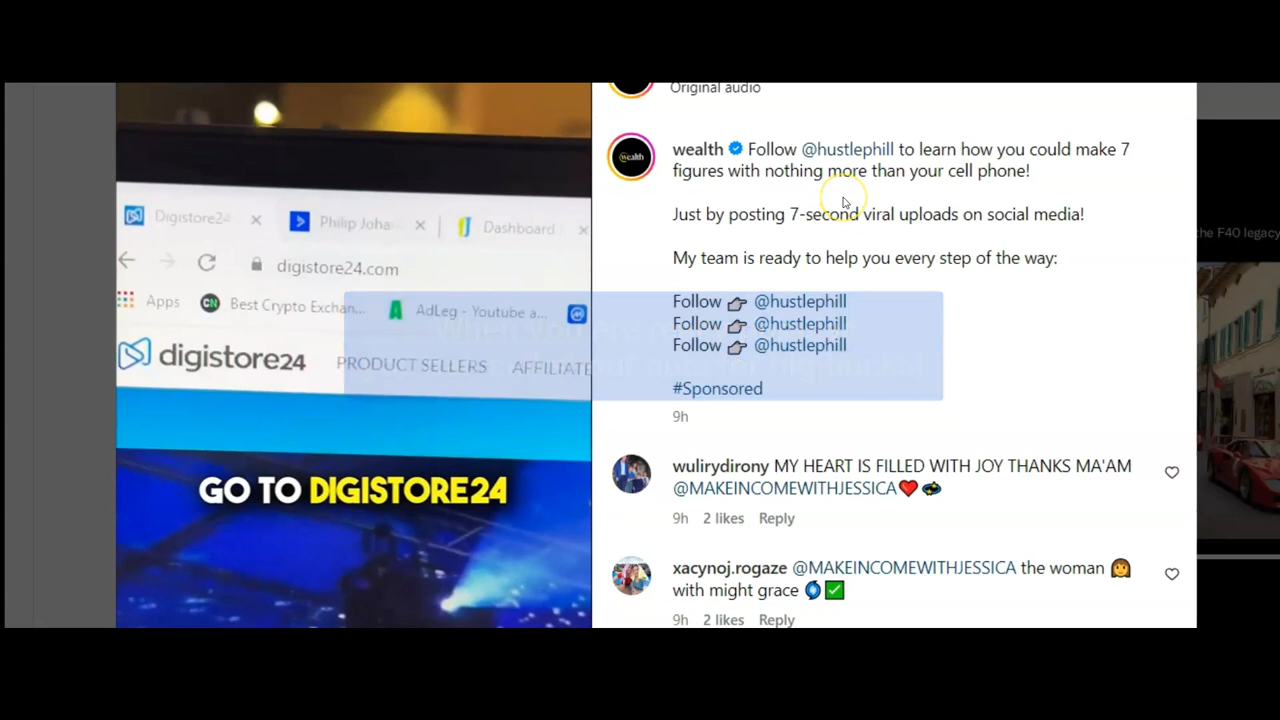 Digistore24
Philip Joha
Dashboard
digistore24.com
Apps
Best Crypto Exchan...
AdLeg - Youtube a...
digistore24
PRODUCT SELLERS
AFFILIATE
GO TO DIGISTORE24
Original audio
wealth
wealth Follow @hustlephill to learn how you could make 7
figures with nothing more than your cell phone!
Just by posting 7-second viral uploads on social media!
My team is ready to help you every step of the way:
Follow 👉 @hustlephill
Follow 👉 @hustlephill
Follow 👉 @hustlephill
#Sponsored
9h
wulirydirony MY HEART IS FILLED WITH JOY THANKS MA'AM
@MAKEINCOMEWITHJESSICA❤️
9h 2 likes Reply
xacynoj.rogaze @MAKEINCOMEWITHJESSICA the woman 👩
with might grace 🌀✅
9h 2 likes Reply
the F40 legacy